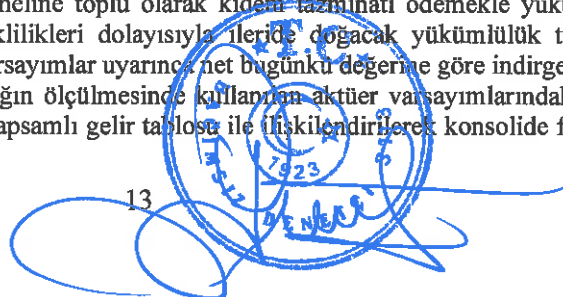 neline toplu olarak kıdem tazminatı ödemekle yükü
klilikleri dolayısıyla ileride doğacak yükümlülük t
rsayımlar uyarınca net bugünkü değerine göre indirge
ğın ölçülmesinde kullanılan aktüer varsayımlarındal
apsamlı gelir tablosu ile ilişkilendirilerek konsolide f
T.C.
1923
DENETÇİ
13